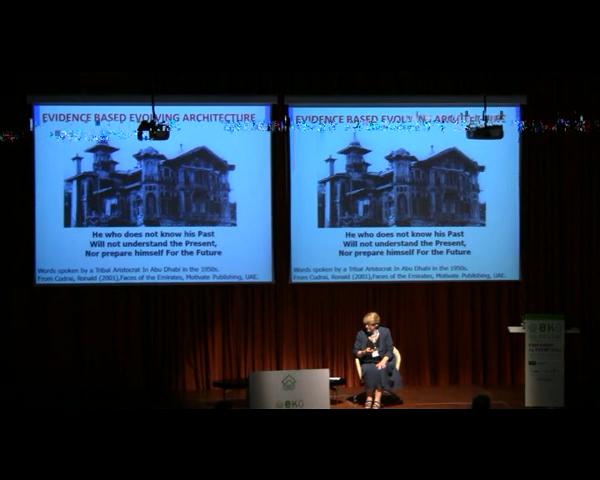 EVIDENCE BASED EVOLVING ARCHITECTURE
He who does not know his Past
Will not understand the Present,
Nor prepare himself For the Future
Words spoken by a Tribal Aristocrat In Abu Dhabi in the 1950s.
From Codrai, Ronald (2001),Faces of the Emirates, Motivate Publishing, UAE.
EVIDENCE BASED EVOLVING ARCHITECTURE
He who does not know his Past
Will not understand the Present,
Nor prepare himself For the Future
Words spoken by a Tribal Aristocrat In Abu Dhabi in the 1950s.
From Codrai, Ronald (2001),Faces of the Emirates, Motivate Publishing, UAE.